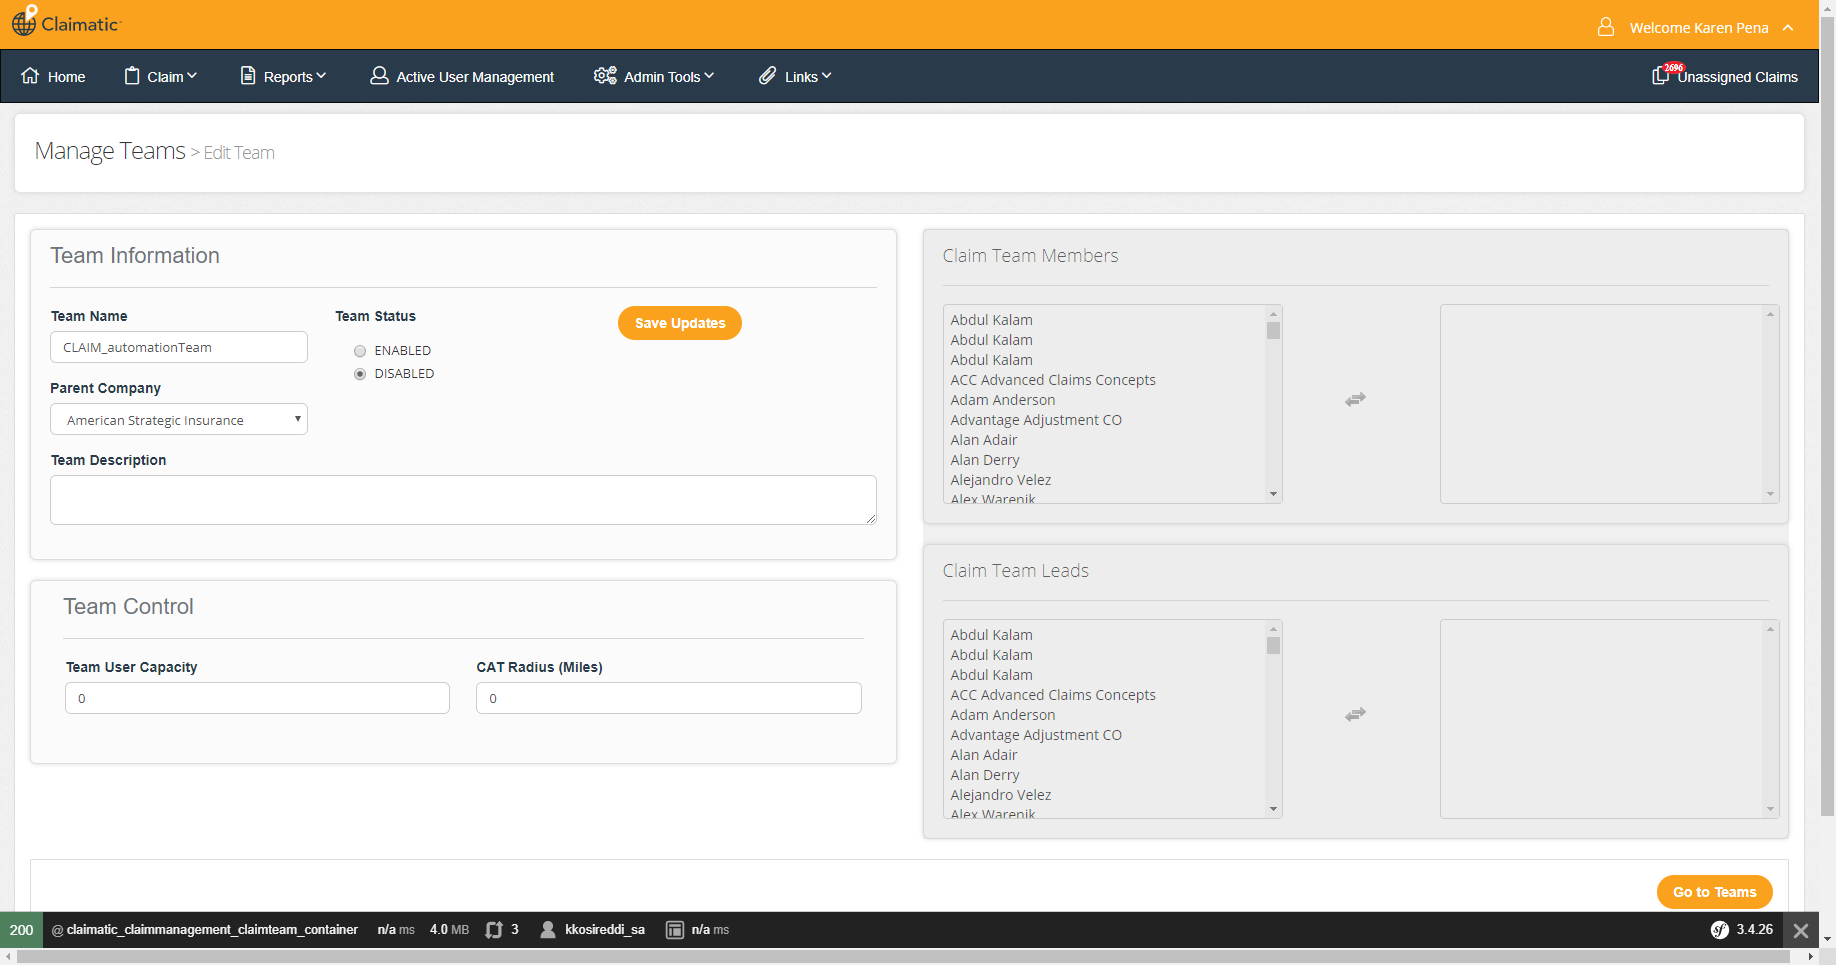 Claimatic
Welcome Karen Pena
Home
Claim
Reports
Active User Management
Admin Tools
Links
2696
Unassigned Claims
Manage Teams > Edit Team
Team Information
Team Name
CLAIM_automationTeam
Team Status
ENABLED
DISABLED
Save Updates
Parent Company
American Strategic Insurance
Team Description
Team Control
Team User Capacity
0
CAT Radius (Miles)
0
Claim Team Members
Abdul Kalam
Abdul Kalam
Abdul Kalam
ACC Advanced Claims Concepts
Adam Anderson
Advantage Adjustment CO
Alan Adair
Alan Derry
Alejandro Velez
Alex Warenik
Claim Team Leads
Abdul Kalam
Abdul Kalam
Abdul Kalam
ACC Advanced Claims Concepts
Adam Anderson
Advantage Adjustment CO
Alan Adair
Alan Derry
Alejandro Velez
Alex Warenik
Go to Teams
200 @ claimatic_claimmanagement_claimteam_container n/a ms 4.0 MB 3 kkosireddi_sa n/a ms sf 3.4.26